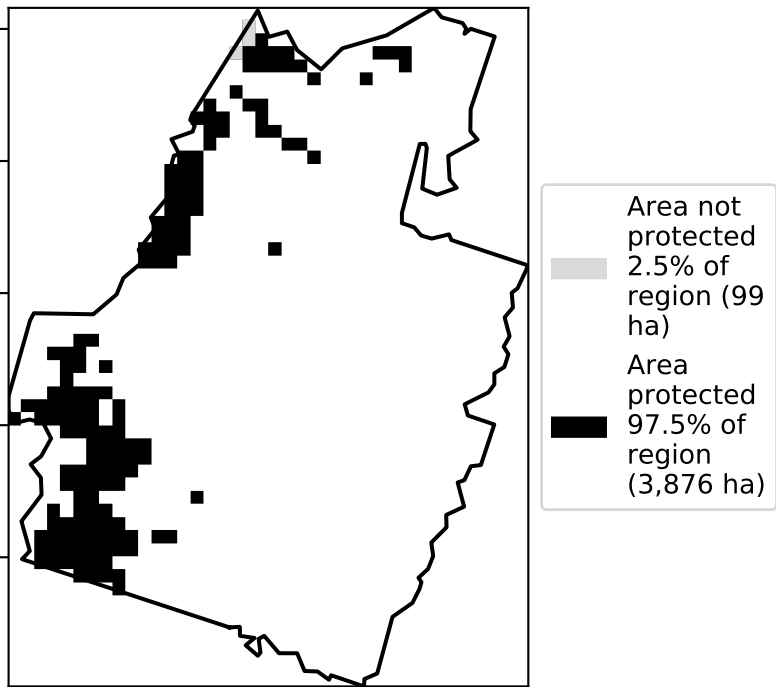 Area not
protected
2.5% of
region (99
ha)
Area
protected
97.5% of
region
(3,876 ha)